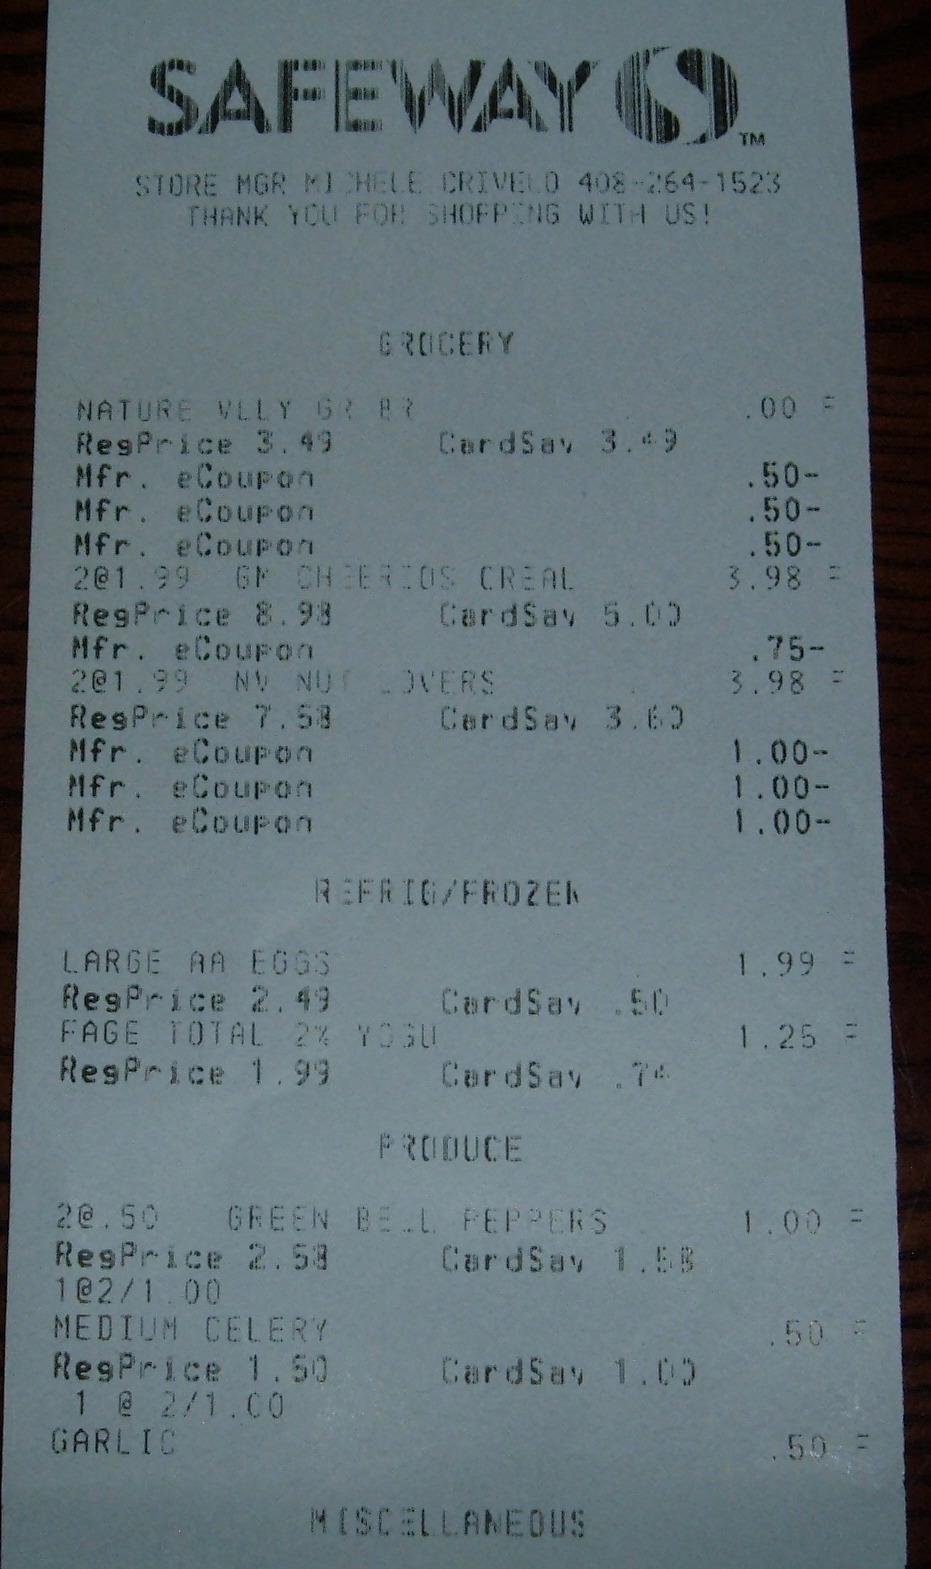 SAFEWAY TM
STORE MGR MICHELE CRIVELLO 408-264-1523
THANK YOU FOR SHOPPING WITH US!
GROCERY
NATURE VLLY GR BR .00 F
RegPrice 3.49 CardSav 3.49
Mfr. eCoupon .50-
Mfr. eCoupon .50-
Mfr. eCoupon .50-
2@1.99 GM CHEERIOS CREAL 3.98 F
RegPrice 8.98 CardSav 5.00
Mfr. eCoupon .75-
2@1.99 NV NUT LOVERS 3.98 F
RegPrice 7.58 CardSav 3.60
Mfr. eCoupon 1.00-
Mfr. eCoupon 1.00-
Mfr. eCoupon 1.00-
REFRIG/FROZEN
LARGE AA EGGS 1.99 F
RegPrice 2.49 CardSav .50
FAGE TOTAL 2% YOGU 1.25 F
RegPrice 1.99 CardSav .74
PRODUCE
2@.50 GREEN BELL PEPPERS 1.00 F
RegPrice 2.58 CardSav 1.58
1@2/1.00
MEDIUM CELERY .50 F
RegPrice 1.50 CardSav 1.00
1 @ 2/1.00
GARLIC .50 F
MISCELLANEOUS